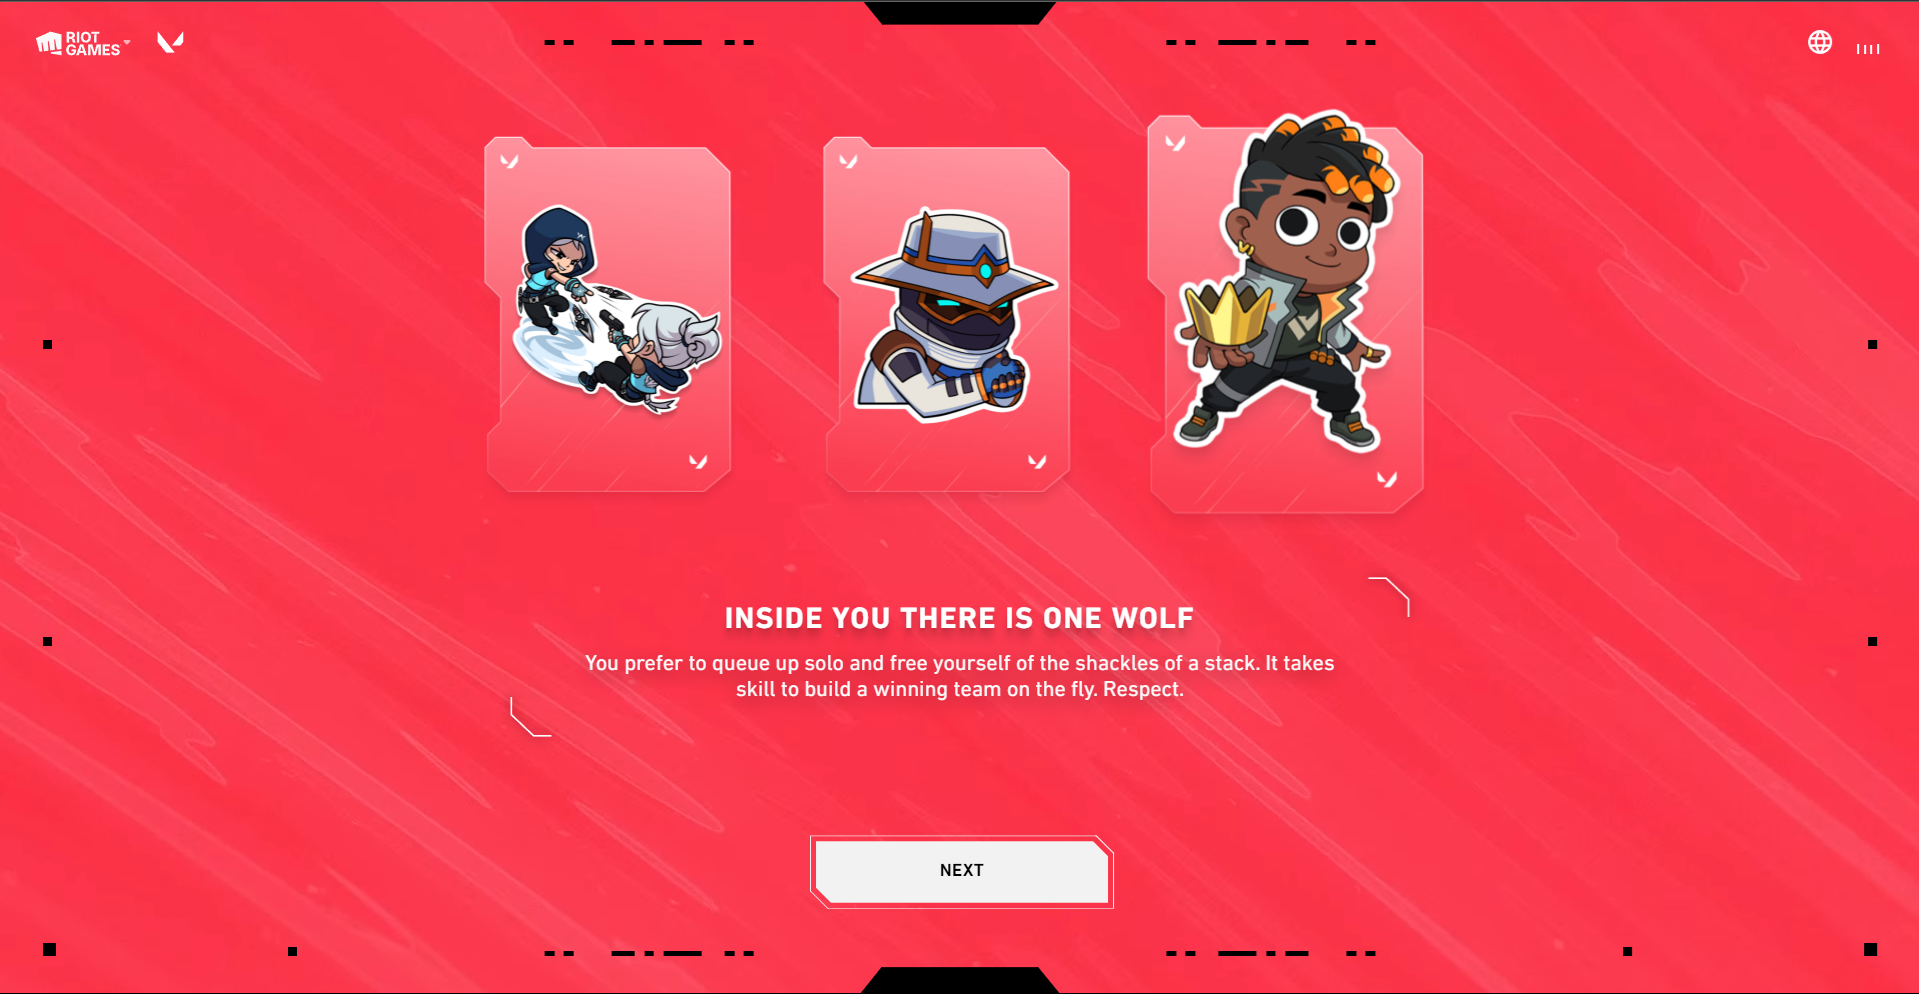 RIOT
GAMES
INSIDE YOU THERE IS ONE WOLF
You prefer to queue up solo and free yourself of the shackles of a stack. It takes
skill to build a winning team on the fly. Respect.
NEXT